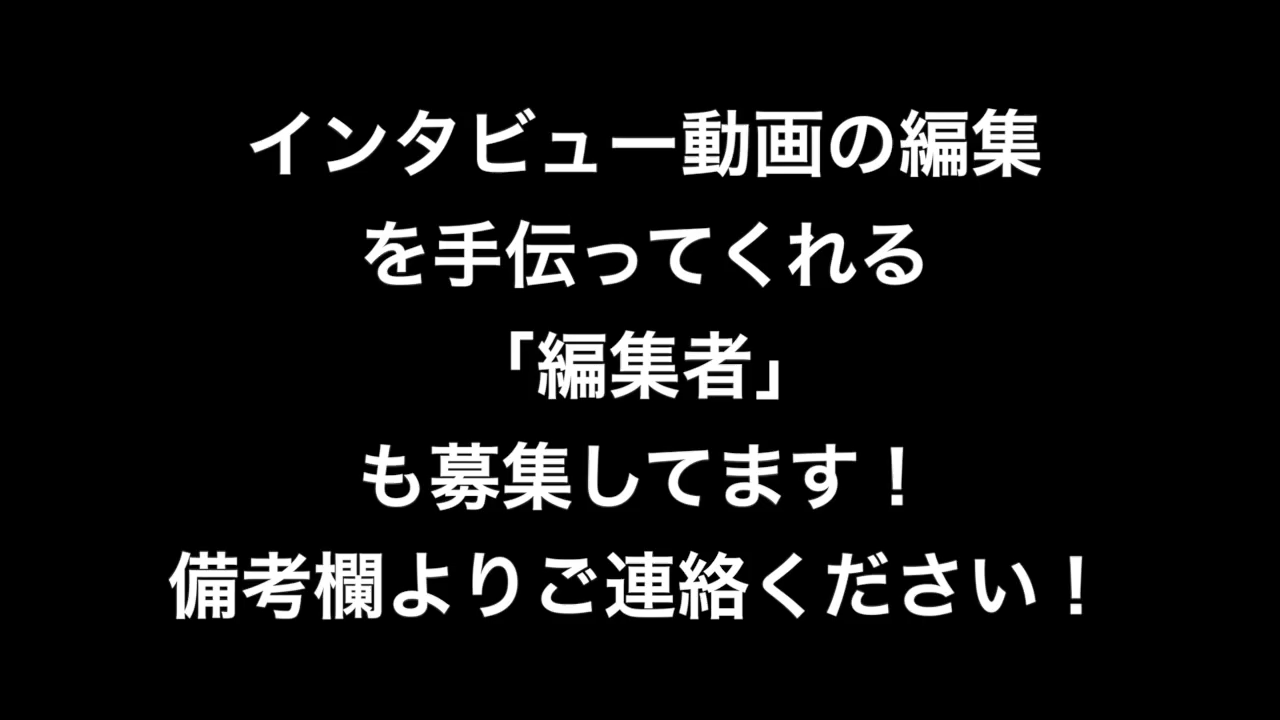 インタビュー動画の編集
を手伝ってくれる
「編集者」
も募集してます！
備考欄よりご連絡ください！